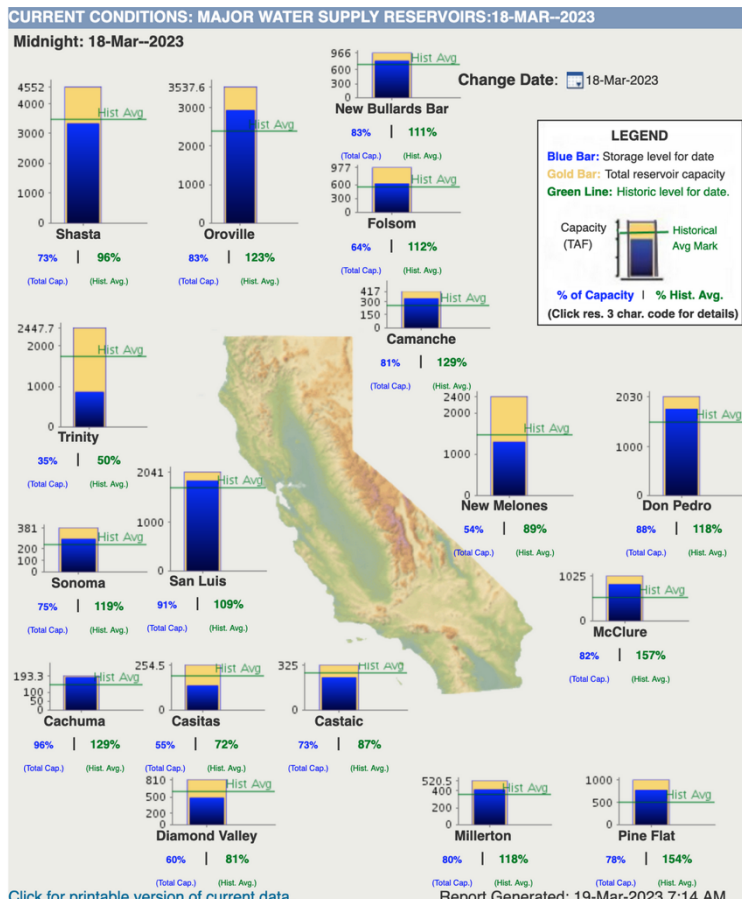 CURRENT CONDITIONS: MAJOR WATER SUPPLY RESERVOIRS:18-MAR--2023
Midnight: 18-Mar--2023
Change Date: 18-Mar-2023
4552
4000
3000
2000
1000
0
Hist Avg
Shasta
73% | 96%
(Total Cap.) (Hist. Avg.)
3537.6
3000
2000
1000
0
Hist Avg
Oroville
83% | 123%
(Total Cap.) (Hist. Avg.)
966
600
300
0
Hist Avg
New Bullards Bar
83% | 111%
(Total Cap.) (Hist. Avg.)
977
600
300
0
Hist Avg
Folsom
64% | 112%
(Total Cap.) (Hist. Avg.)
417
300
150
0
Hist Avg
Camanche
81% | 129%
(Total Cap.) (Hist. Avg.)
LEGEND
Blue Bar: Storage level for date
Gold Bar: Total reservoir capacity
Green Line: Historic level for date.
Capacity
(TAF)
Historical
Avg Mark
% of Capacity | % Hist. Avg.
(Click res. 3 char. code for details)
2447.7
2000
1000
0
Hist Avg
Trinity
35% | 50%
(Total Cap.) (Hist. Avg.)
2400
2000
1000
0
Hist Avg
New Melones
54% | 89%
(Total Cap.) (Hist. Avg.)
2030
1000
0
Hist Avg
Don Pedro
88% | 118%
(Total Cap.) (Hist. Avg.)
381
200
100
0
Hist Avg
Sonoma
75% | 119%
(Total Cap.) (Hist. Avg.)
2041
1000
0
Hist Avg
San Luis
91% | 109%
(Total Cap.) (Hist. Avg.)
1025
0
Hist Avg
McClure
82% | 157%
(Total Cap.) (Hist. Avg.)
193.3
100
50
0
Hist Avg
Cachuma
96% | 129%
(Total Cap.) (Hist. Avg.)
254.5
100
0
Hist Avg
Casitas
55% | 72%
(Total Cap.) (Hist. Avg.)
325
0
Hist Avg
Castaic
73% | 87%
(Total Cap.) (Hist. Avg.)
810
500
200
0
Hist Avg
Diamond Valley
60% | 81%
(Total Cap.) (Hist. Avg.)
520.5
400
200
0
Hist Avg
Millerton
80% | 118%
(Total Cap.) (Hist. Avg.)
1000
500
0
Hist Avg
Pine Flat
78% | 154%
(Total Cap.) (Hist. Avg.)
Click for printable version of current data
Report Generated: 19-Mar-2023 7:14 AM